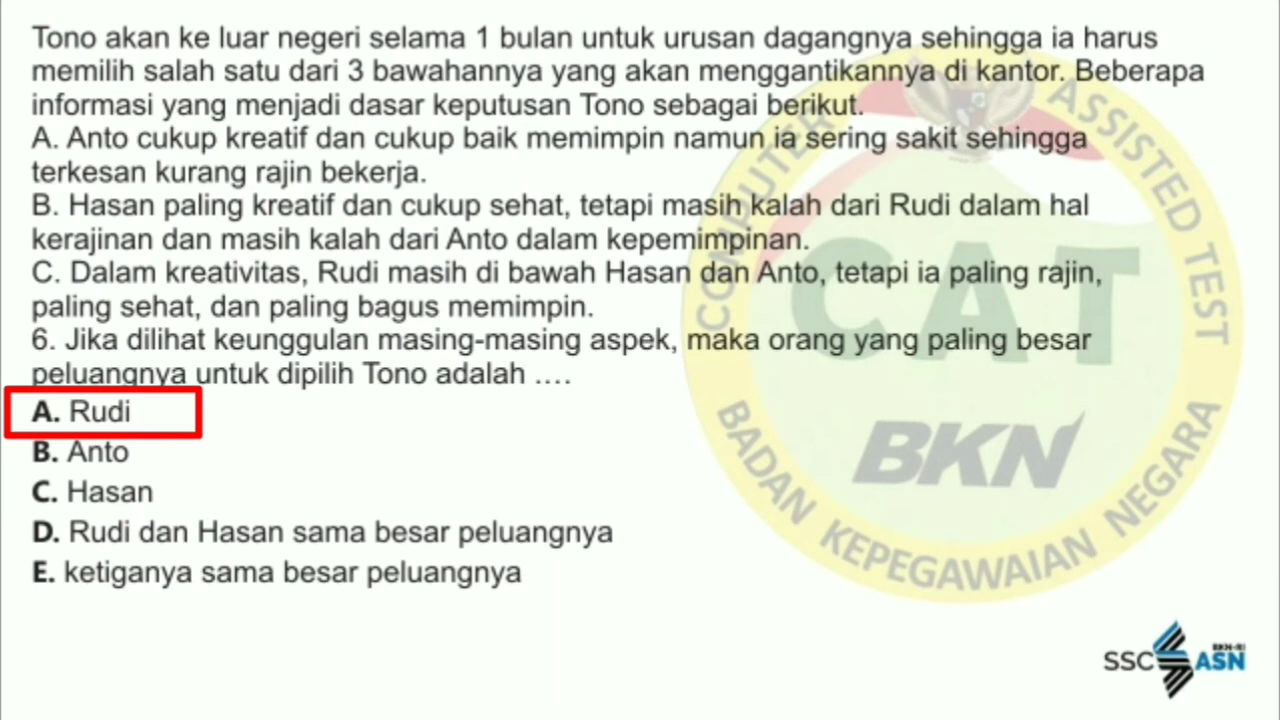 Tono akan ke luar negeri selama 1 bulan untuk urusan dagangnya sehingga ia harus
memilih salah satu dari 3 bawahannya yang akan menggantikannya di kantor. Beberapa
informasi yang menjadi dasar keputusan Tono sebagai berikut.
A. Anto cukup kreatif dan cukup baik memimpin namun ia sering sakit sehingga
terkesan kurang rajin bekerja.
B. Hasan paling kreatif dan cukup sehat, tetapi masih kalah dari Rudi dalam hal
kerajinan dan masih kalah dari Anto dalam kepemimpinan.
C. Dalam kreativitas, Rudi masih di bawah Hasan dan Anto, tetapi ia paling rajin,
paling sehat, dan paling bagus memimpin.
6. Jika dilihat keunggulan masing-masing aspek, maka orang yang paling besar
peluangnya untuk dipilih Tono adalah ....
A. Rudi
B. Anto
C. Hasan
D. Rudi dan Hasan sama besar peluangnya
E. ketiganya sama besar peluangnya
COMPUTER ASSISTED TEST
CAT
BKN
BADAN KEPEGAWAIAN NEGARA
BKN-RI
SSC ASN